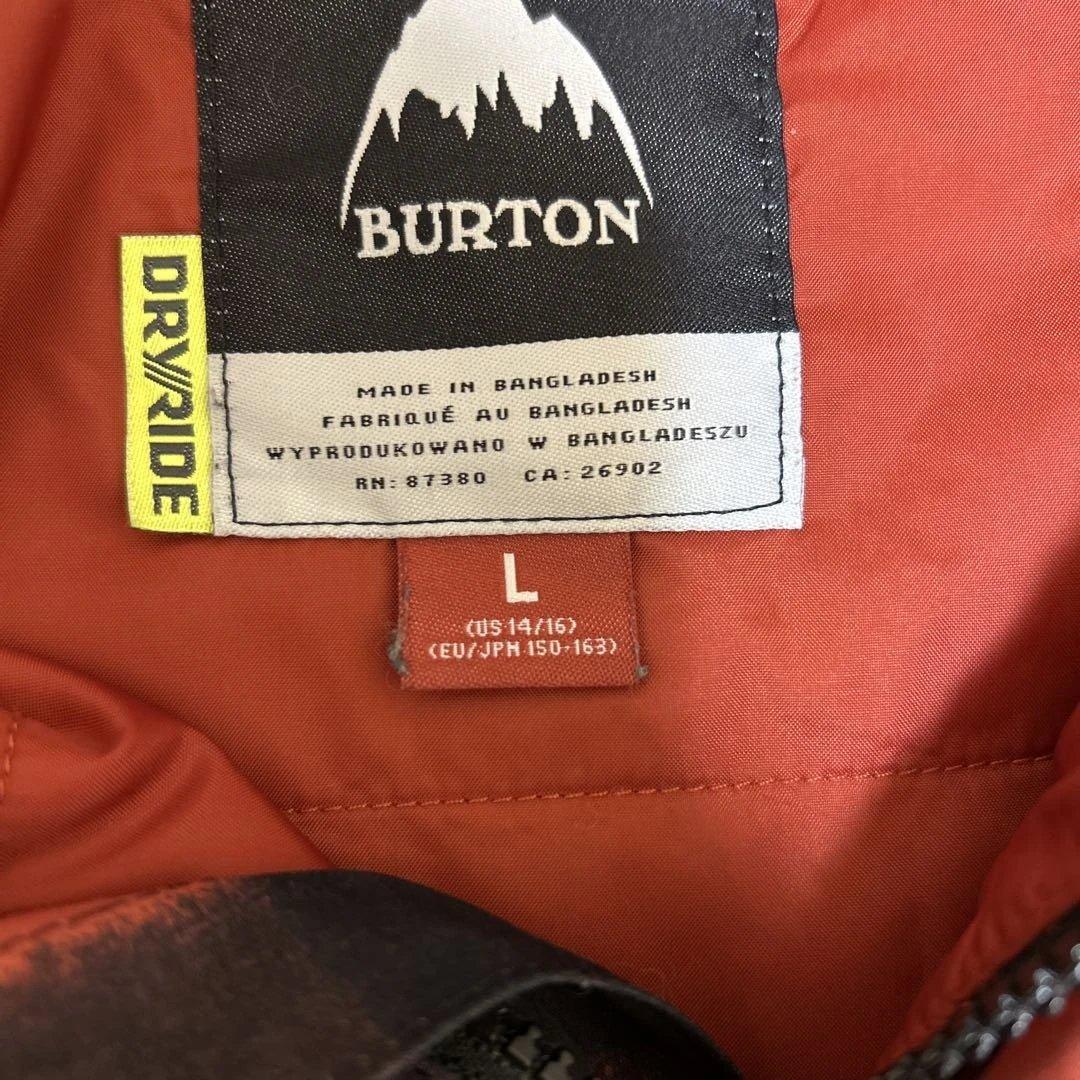 BURTON
DRY///RIDE
MADE IN BANGLADESH
FABRIQUÉ AU BANGLADESH
WYPRODUKOWANO W BANGLADESZU
RN: 87380 CA: 26902
L
(US 14/16)
(EU/JPN 150-163)